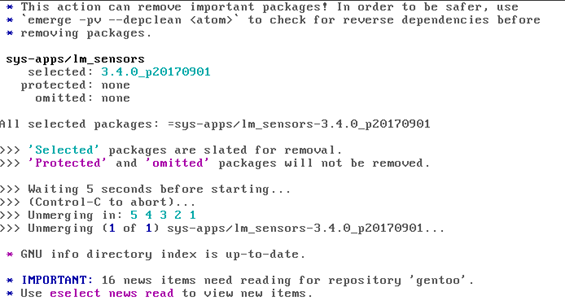 * This action can remove important packages! In order to be safer, use
* `emerge -pv --depclean <atom>` to check for reverse dependencies before
* removing packages.
sys-apps/lm_sensors
selected: 3.4.0_p20170901
protected: none
omitted: none
All selected packages: =sys-apps/lm_sensors-3.4.0_p20170901
>>> 'Selected' packages are slated for removal.
>>> 'Protected' and 'omitted' packages will not be removed.
>>> Waiting 5 seconds before starting...
>>> (Control-C to abort)...
>>> Unmerging in: 5 4 3 2 1
>>> Unmerging (1 of 1) sys-apps/lm_sensors-3.4.0_p20170901...
* GNU info directory index is up-to-date.
* IMPORTANT: 16 news items need reading for repository 'gentoo'.
* Use eselect news read to view new items.